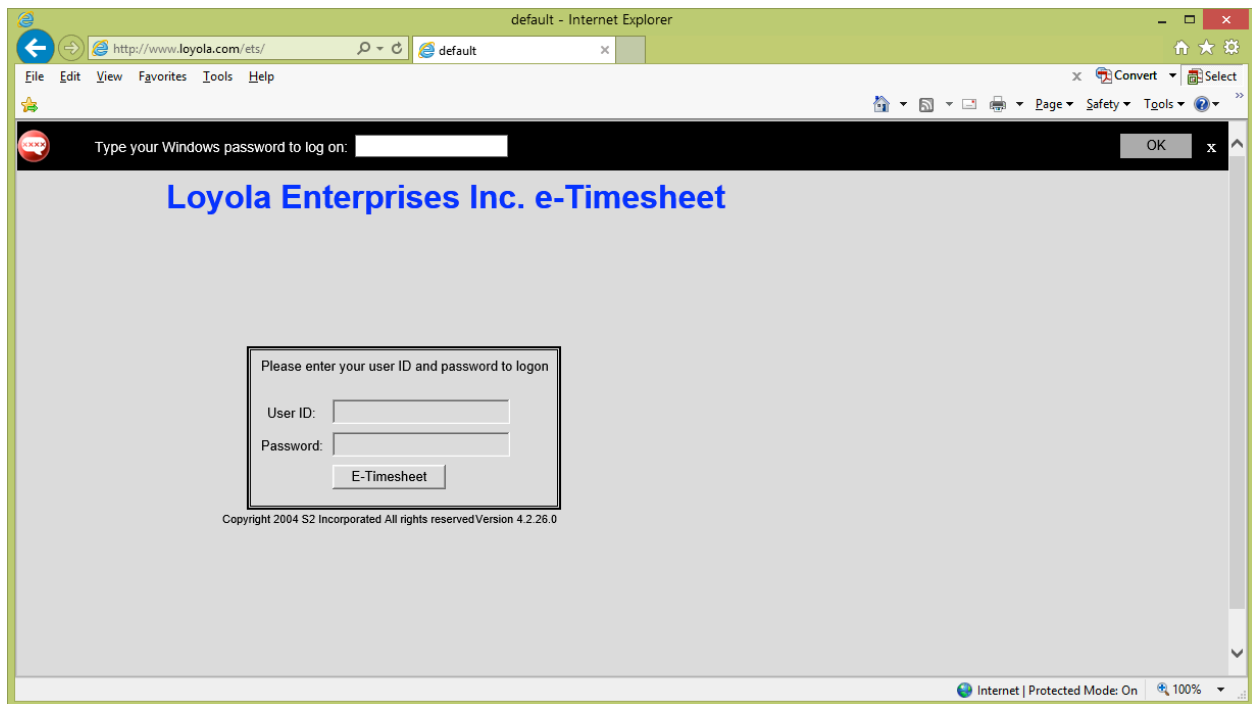 default - Internet Explorer
http://www.loyola.com/ets/
default
File Edit View Favorites Tools Help
x Convert Select
Page Safety Tools
xxxx Type your Windows password to log on: OK x
Loyola Enterprises Inc. e-Timesheet
Please enter your user ID and password to logon
User ID:
Password:
E-Timesheet
Copyright 2004 S2 Incorporated All rights reservedVersion 4.2.26.0
Internet | Protected Mode: On 100%